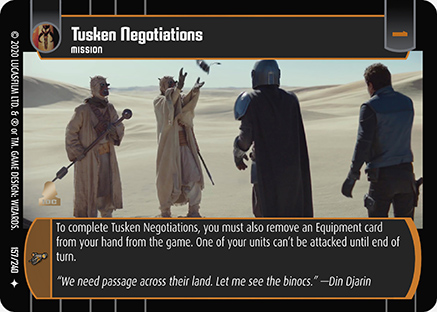 Tusken Negotiations
MISSION
© 2020 LUCASFILM LTD. & ® OR TM. GAME DESIGN: WIZARDS.
157/240
To complete Tusken Negotiations, you must also remove an Equipment card
from your hand from the game. One of your units can't be attacked until end of
turn.
“We need passage across their land. Let me see the binocs.” —Din Djarin